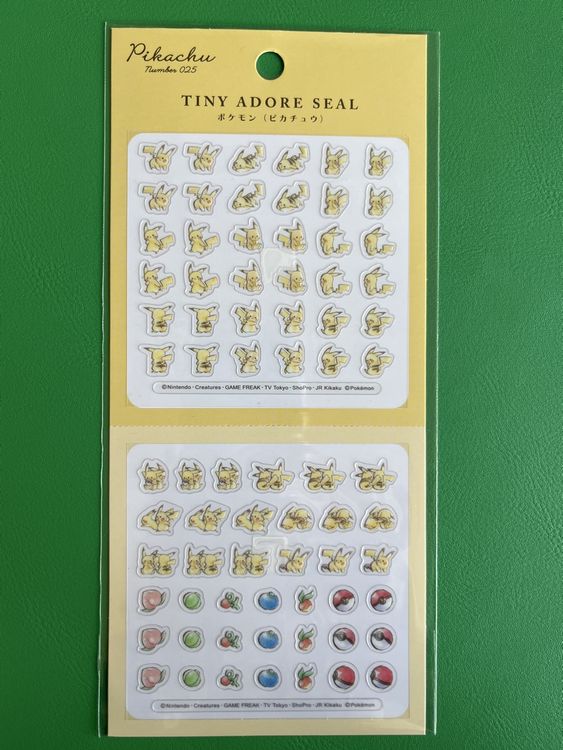 Pikachu
Number 025
TINY ADORE SEAL
ポケモン（ピカチュウ）
©Nintendo・Creatures・GAME FREAK・TV Tokyo・ShoPro・JR Kikaku ©Pokémon
©Nintendo・Creatures・GAME FREAK・TV Tokyo・ShoPro・JR Kikaku ©Pokémon